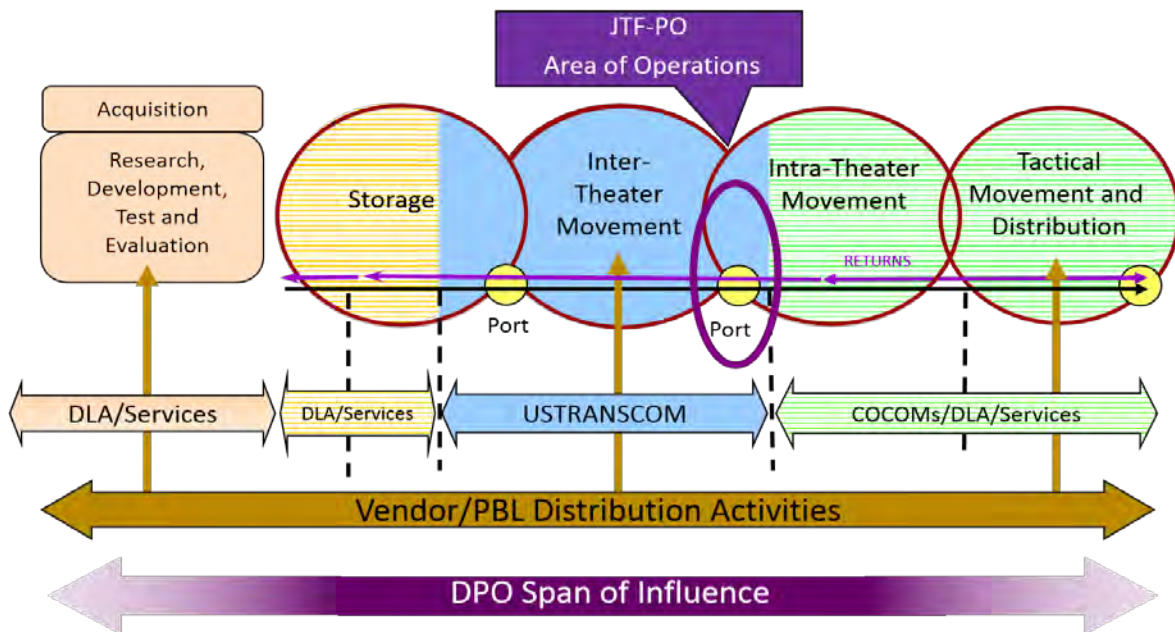 JTF-PO
Area of Operations
Acquisition
Research,
Development,
Test and
Evaluation
Storage
Inter-
Theater
Movement
Intra-Theater
Movement
Tactical
Movement and
Distribution
RETURNS
Port
Port
DLA/Services
DLA/Services
USTRANSCOM
COCOMs/DLA/Services
Vendor/PBL Distribution Activities
DPO Span of Influence